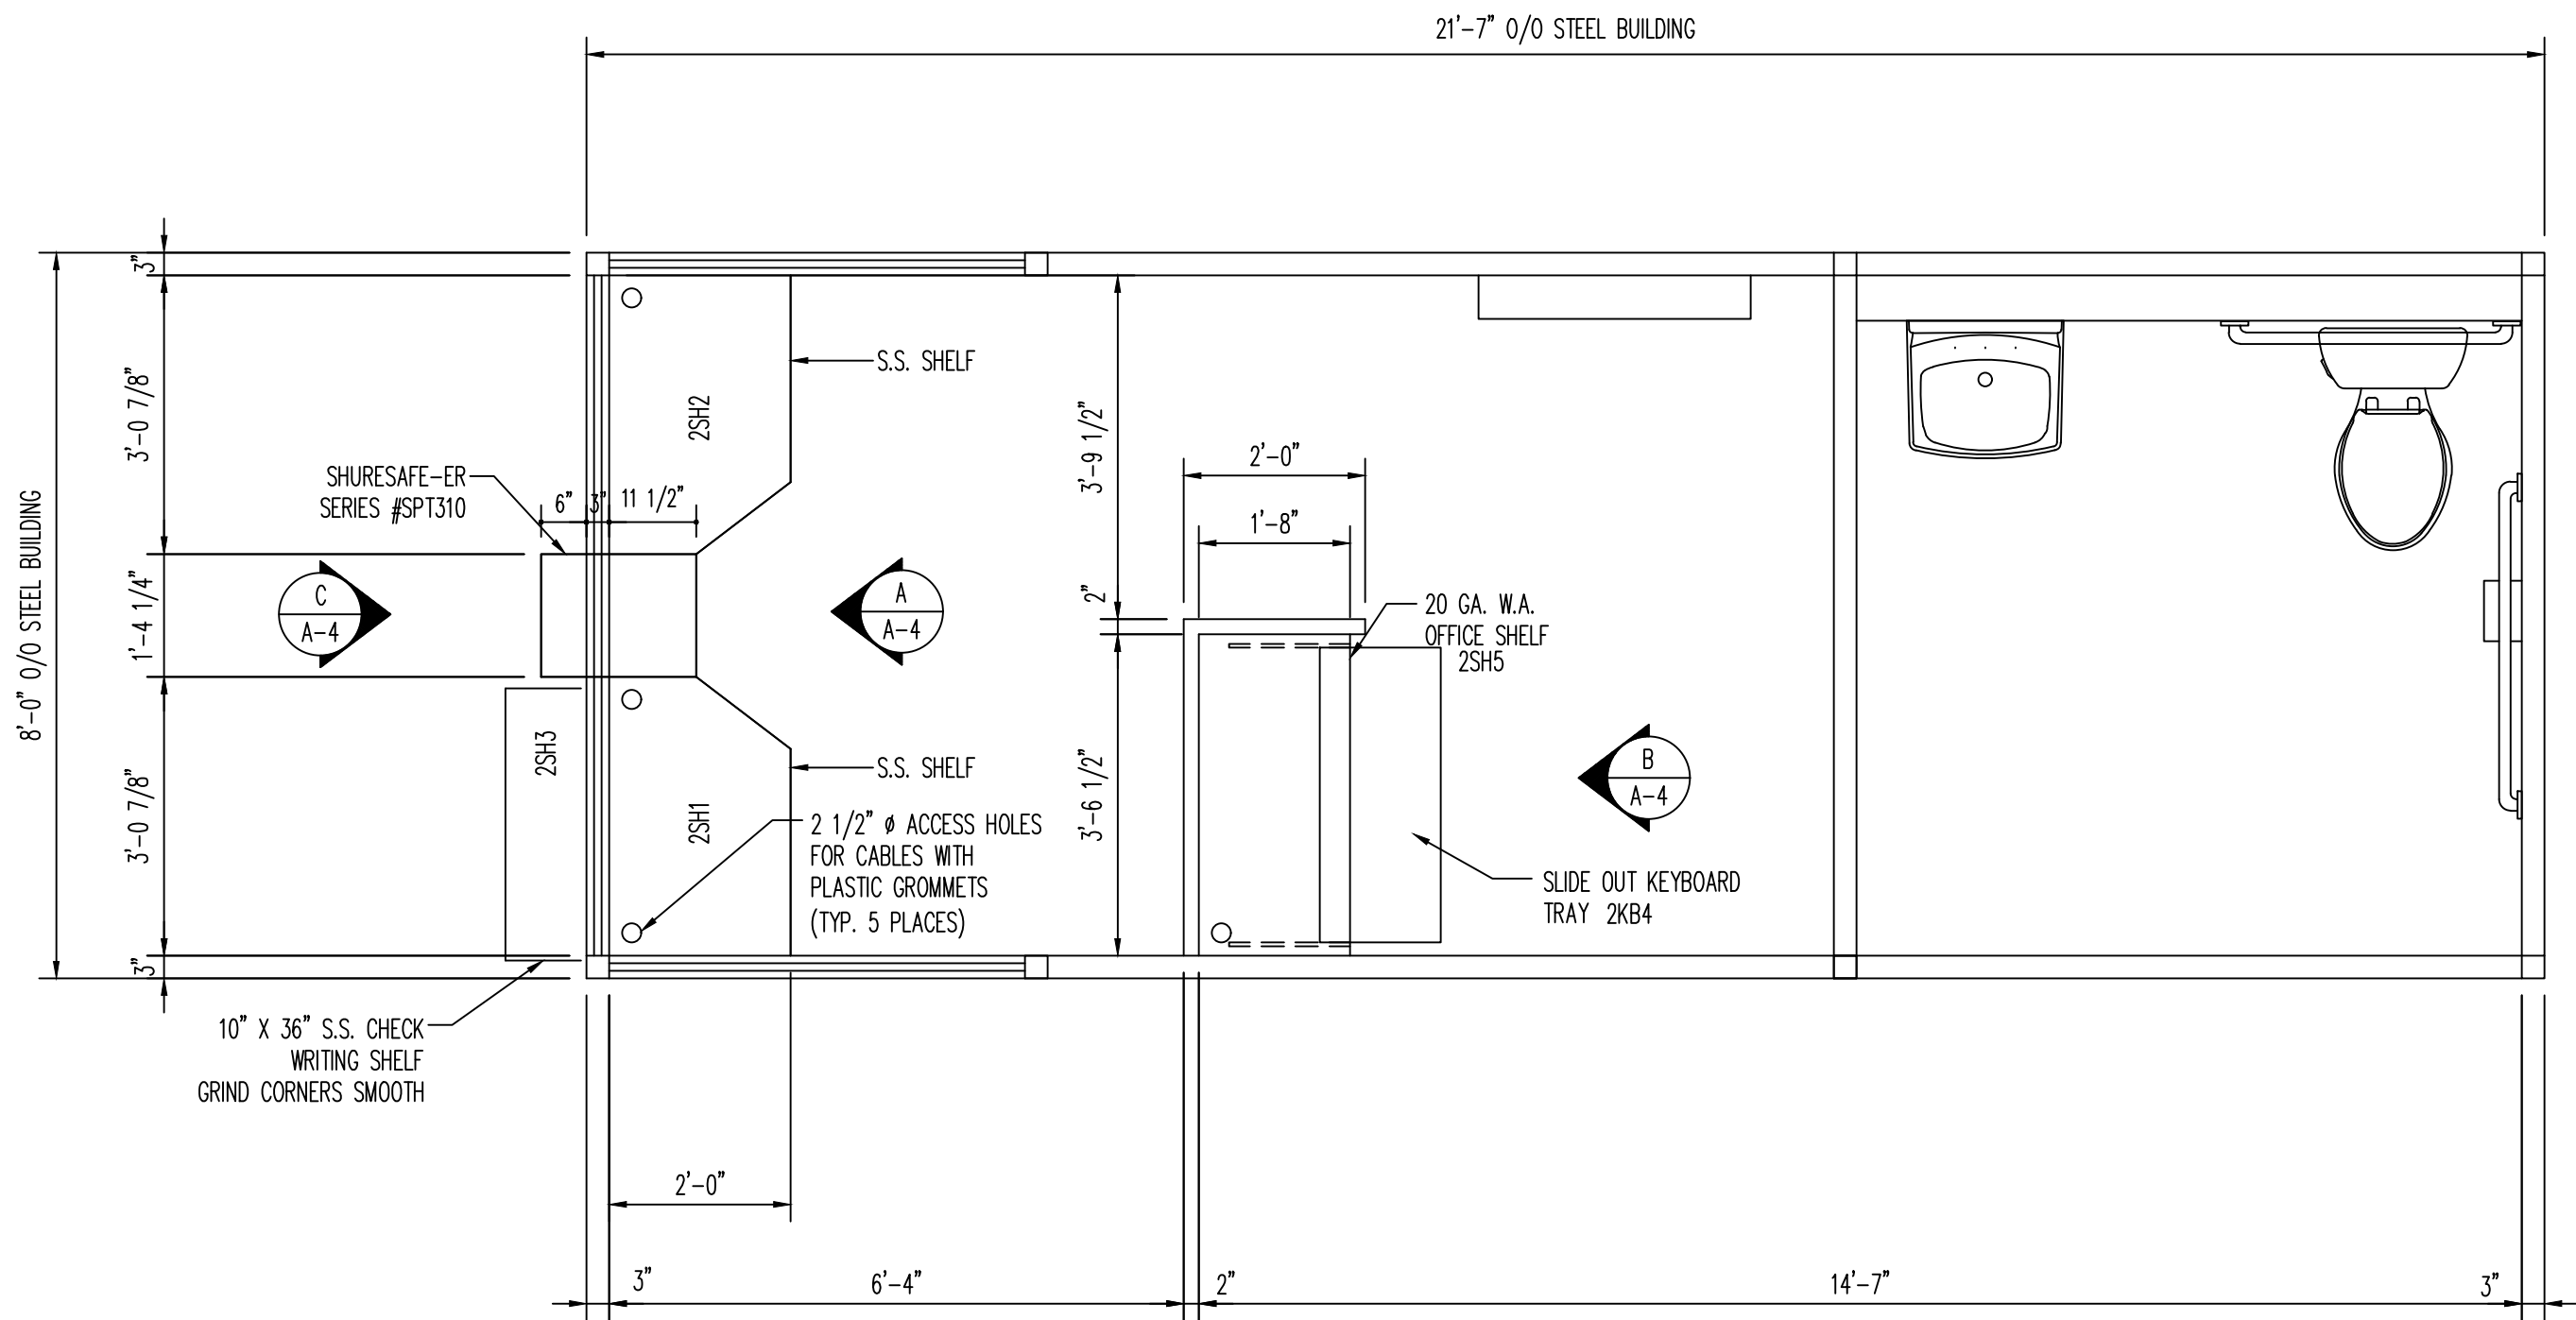 21'-7" O/O STEEL BUILDING
8'-0" O/O STEEL BUILDING
3"
3'-0 7/8"
1'-4 1/4"
3'-0 7/8"
3"
SHURESAFE-ER
SERIES #SPT310
6"
3"
11 1/2"
C
A-4
2SH2
S.S. SHELF
A
A-4
2SH3
2SH1
S.S. SHELF
2 1/2" ø ACCESS HOLES
FOR CABLES WITH
PLASTIC GROMMETS
(TYP. 5 PLACES)
3'-9 1/2"
2"
3'-6 1/2"
2'-0"
1'-8"
20 GA. W.A.
OFFICE SHELF
2SH5
B
A-4
SLIDE OUT KEYBOARD
TRAY 2KB4
10" X 36" S.S. CHECK
WRITING SHELF
GRIND CORNERS SMOOTH
2'-0"
3"
6'-4"
2"
14'-7"
3"